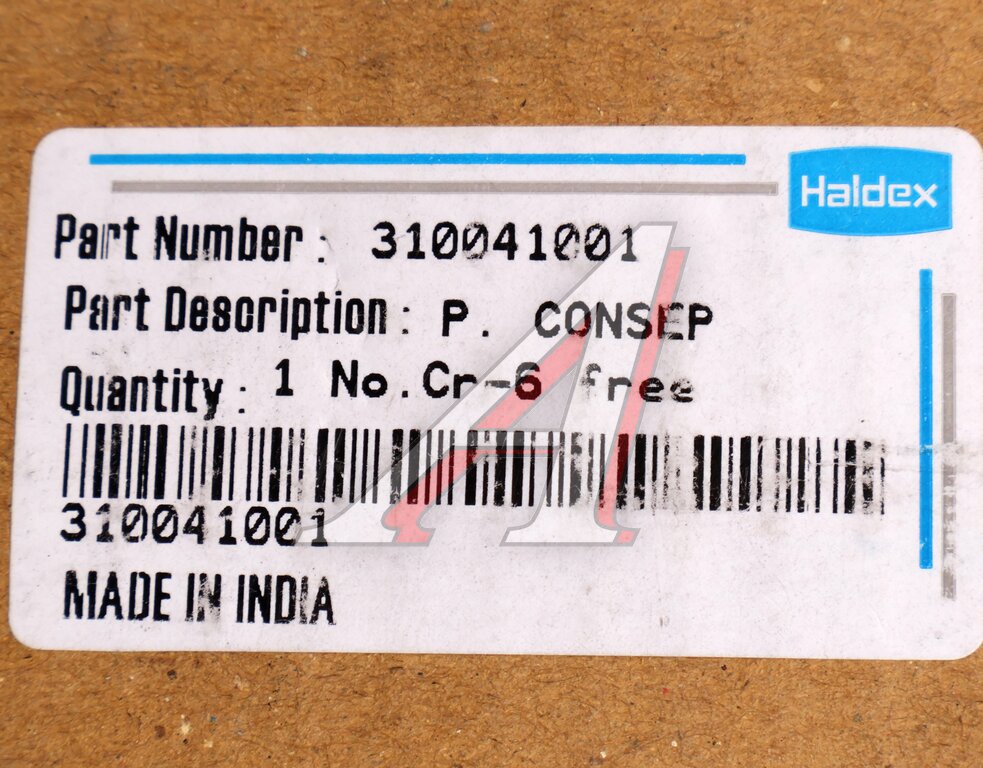 Haldex
Part Number : 310041001
Part Description : P. CONSEP
Quantity : 1 No. Cr-6 free
310041001
MADE IN INDIA